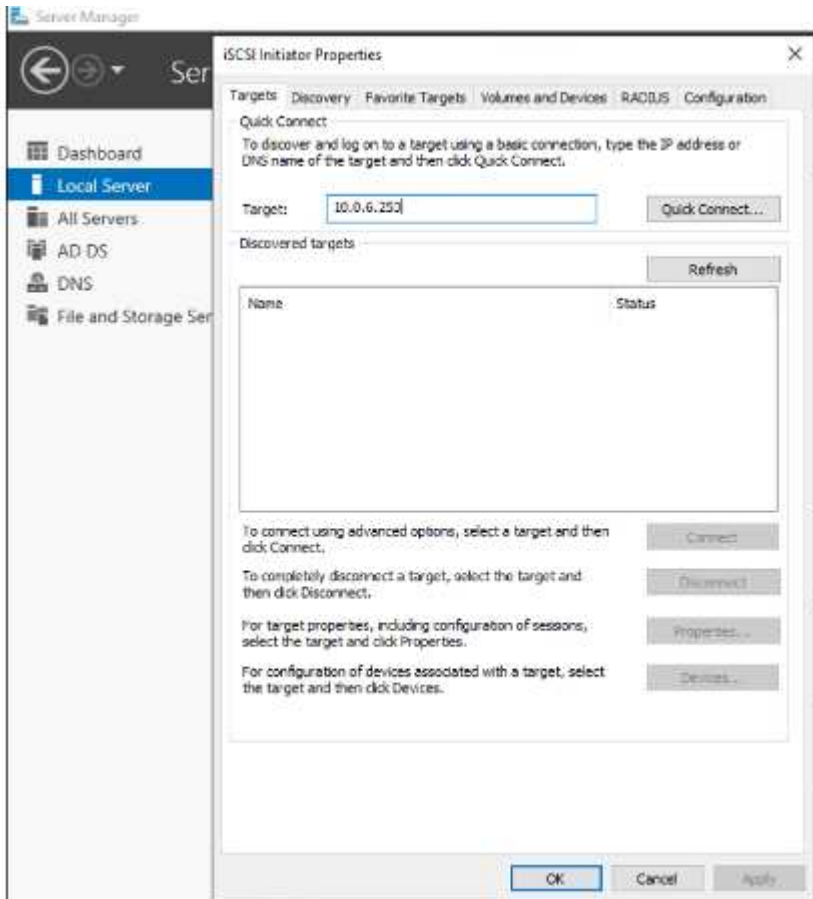 Server Manager
Ser
Dashboard
Local Server
All Servers
AD DS
DNS
File and Storage Ser
iSCSI Initiator Properties
Targets Discovery Favorite Targets Volumes and Devices RADIUS Configuration
Quick Connect
To discover and log on to a target using a basic connection, type the IP address or
DNS name of the target and then click Quick Connect.
Target: 10.0.6.253 Quick Connect...
Discovered targets
Refresh
Name Status
To connect using advanced options, select a target and then
click Connect.
Connect
To completely disconnect a target, select the target and
then click Disconnect.
Disconnect
For target properties, including configuration of sessions,
select the target and click Properties.
Properties...
For configuration of devices associated with a target, select
the target and then click Devices.
Devices...
OK Cancel Apply